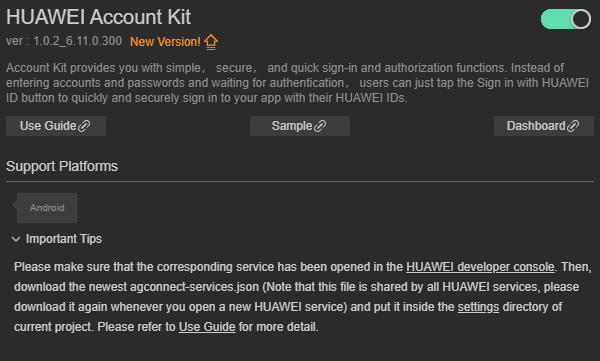 HUAWEI Account Kit
ver : 1.0.2_6.11.0.300 New Version!
Account Kit provides you with simple， secure， and quick sign-in and authorization functions. Instead of
entering accounts and passwords and waiting for authentication， users can just tap the Sign in with HUAWEI
ID button to quickly and securely sign in to your app with their HUAWEI IDs.
Use Guide Sample Dashboard
Support Platforms
Android
Important Tips
Please make sure that the corresponding service has been opened in the HUAWEI developer console. Then,
download the newest agconnect-services.json (Note that this file is shared by all HUAWEI services, please
download it again whenever you open a new HUAWEI service) and put it inside the settings directory of
current project. Please refer to Use Guide for more detail.